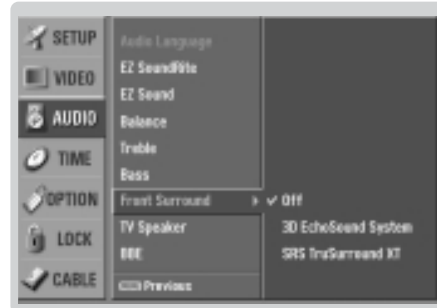 SETUP
VIDEO
AUDIO
TIME
OPTION
LOCK
CABLE
Audio Language
EZ SoundRite
EZ Sound
Balance
Treble
Bass
Front Surround
TV Speaker
BBE
Previous
Off
3D EchoSound System
SRS TruSurround XT